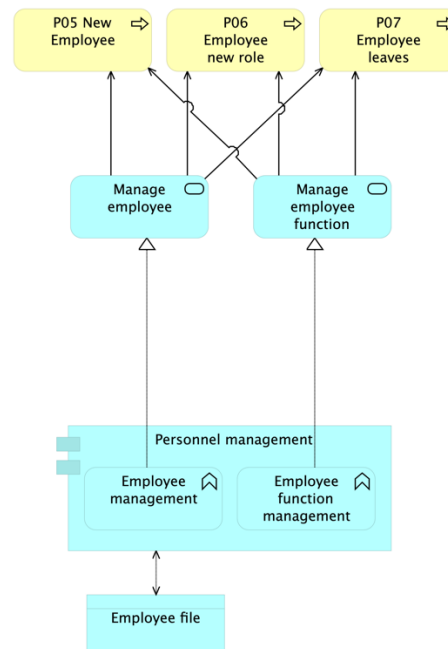 P05 New
Employee
P06
Employee
new role
P07
Employee
leaves
Manage
employee
Manage
employee
function
Personnel management
Employee
management
Employee
function
management
Employee file